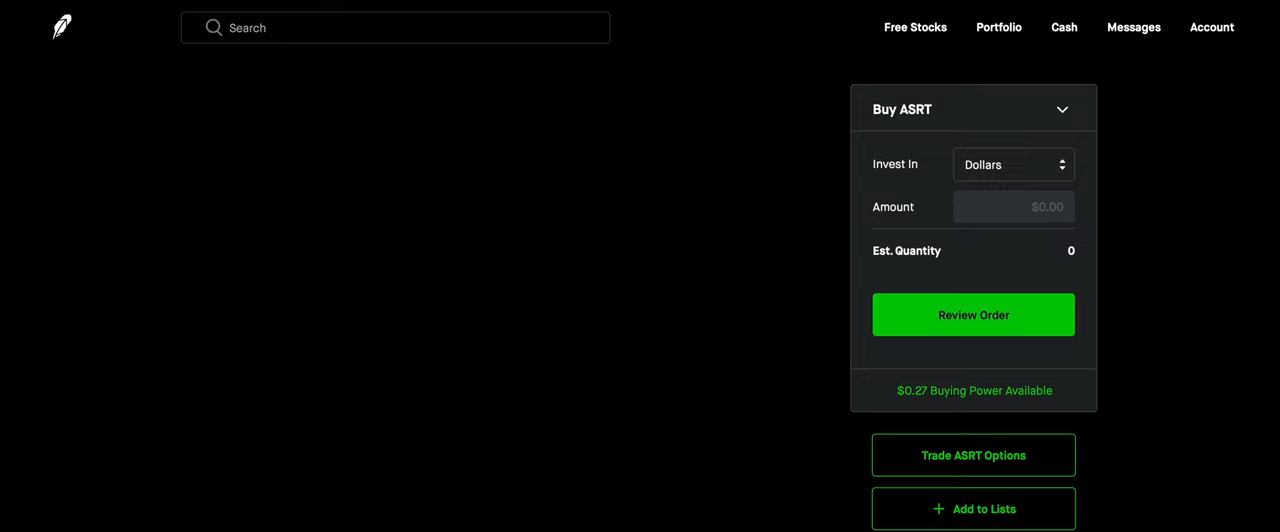 Search
Free Stocks Portfolio Cash Messages Account
Buy ASRT
Invest In Dollars
Amount $0.00
Est. Quantity 0
Review Order
$0.27 Buying Power Available
Trade ASRT Options
+ Add to Lists